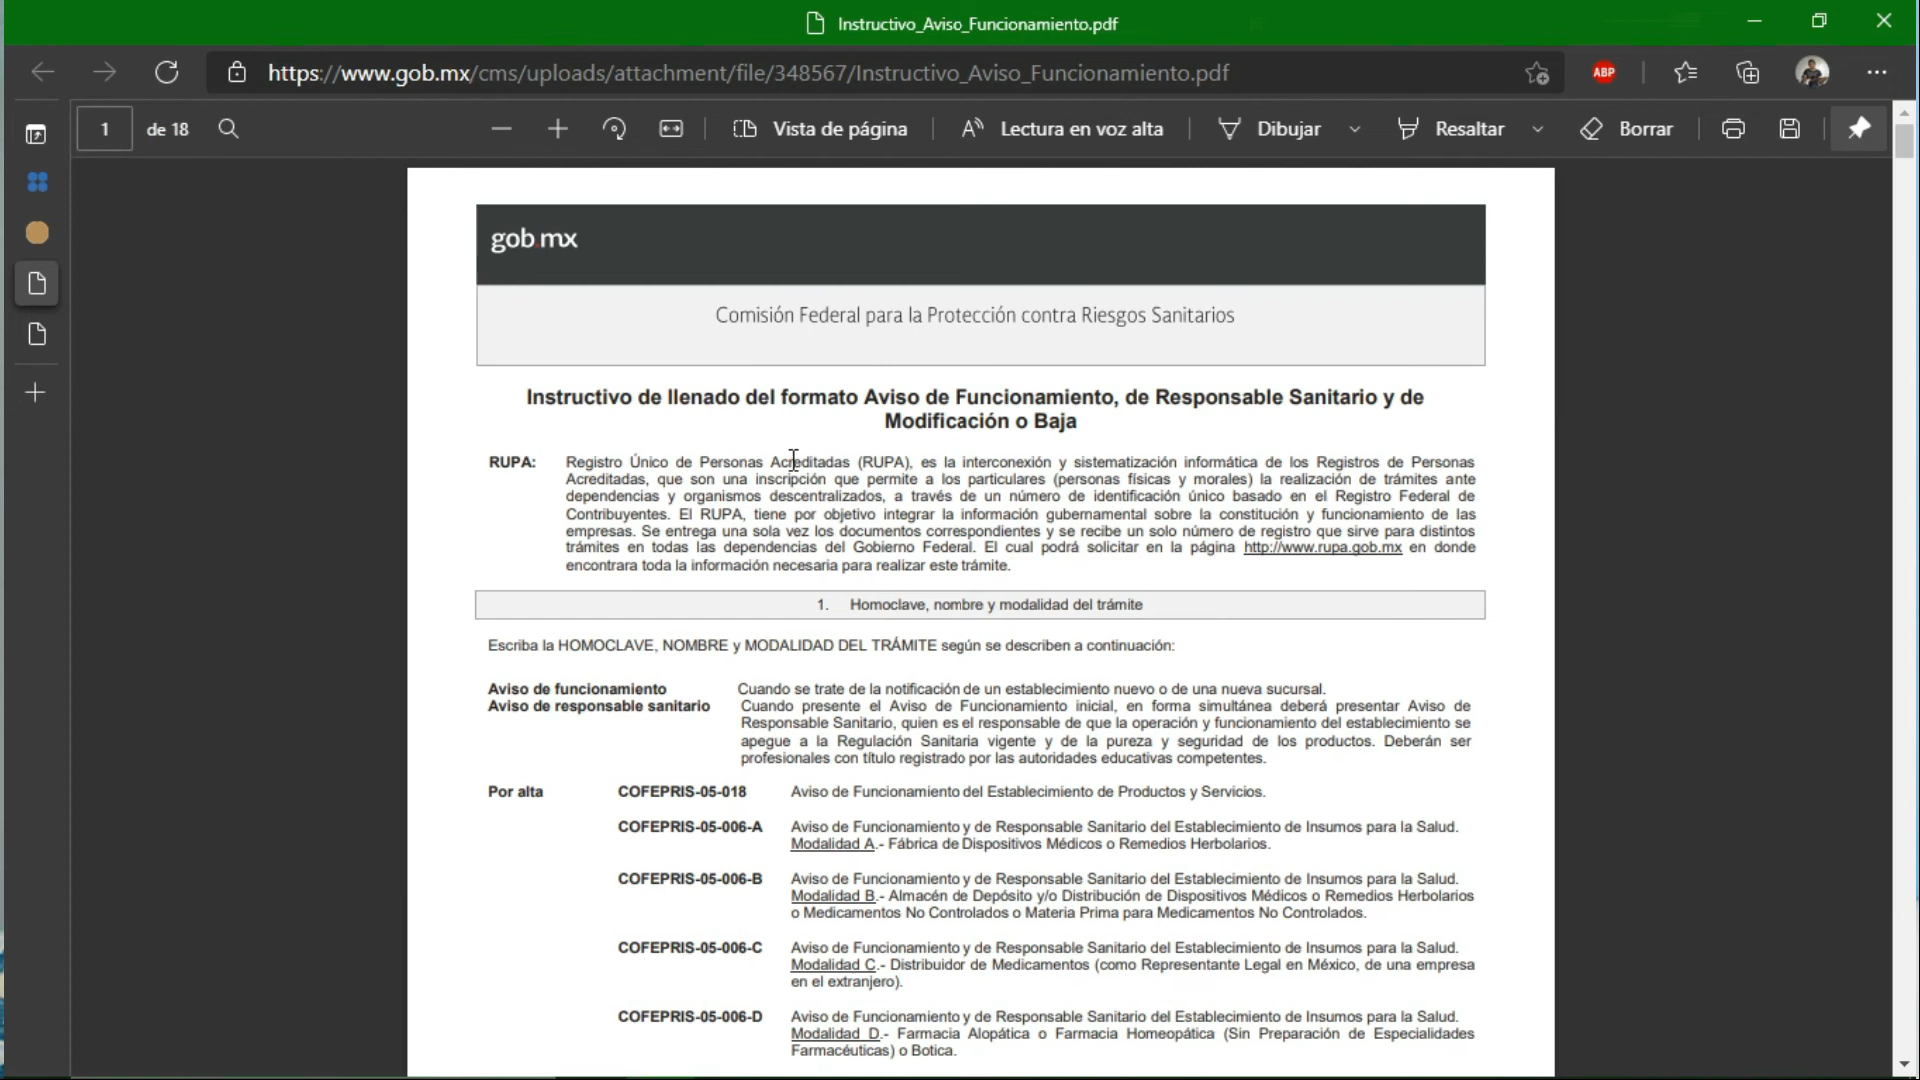 Instructivo_Aviso_Funcionamiento.pdf
https://www.gob.mx/cms/uploads/attachment/file/348567/Instructivo_Aviso_Funcionamiento.pdf
ABP
1 de 18
Vista de página
Lectura en voz alta
Dibujar
Resaltar
Borrar
gob.mx
Comisión Federal para la Protección contra Riesgos Sanitarios
Instructivo de llenado del formato Aviso de Funcionamiento, de Responsable Sanitario y de
Modificación o Baja
RUPA: Registro Único de Personas Acreditadas (RUPA), es la interconexión y sistematización informática de los Registros de Personas
Acreditadas, que son una inscripción que permite a los particulares (personas físicas y morales) la realización de trámites ante
dependencias y organismos descentralizados, a través de un número de identificación único basado en el Registro Federal de
Contribuyentes. El RUPA, tiene por objetivo integrar la información gubernamental sobre la constitución y funcionamiento de las
empresas. Se entrega una sola vez los documentos correspondientes y se recibe un solo número de registro que sirve para distintos
trámites en todas las dependencias del Gobierno Federal. El cual podrá solicitar en la página http://www.rupa.gob.mx en donde
encontrara toda la información necesaria para realizar este trámite.
1. Homoclave, nombre y modalidad del trámite
Escriba la HOMOCLAVE, NOMBRE y MODALIDAD DEL TRÁMITE según se describen a continuación:
Aviso de funcionamiento Cuando se trate de la notificación de un establecimiento nuevo o de una nueva sucursal.
Aviso de responsable sanitario Cuando presente el Aviso de Funcionamiento inicial, en forma simultánea deberá presentar Aviso de
Responsable Sanitario, quien es el responsable de que la operación y funcionamiento del establecimiento se
apegue a la Regulación Sanitaria vigente y de la pureza y seguridad de los productos. Deberán ser
profesionales con título registrado por las autoridades educativas competentes.
Por alta COFEPRIS-05-018 Aviso de Funcionamiento del Establecimiento de Productos y Servicios.
COFEPRIS-05-006-A Aviso de Funcionamiento y de Responsable Sanitario del Establecimiento de Insumos para la Salud.
Modalidad A.- Fábrica de Dispositivos Médicos o Remedios Herbolarios.
COFEPRIS-05-006-B Aviso de Funcionamiento y de Responsable Sanitario del Establecimiento de Insumos para la Salud.
Modalidad B.- Almacén de Depósito y/o Distribución de Dispositivos Médicos o Remedios Herbolarios
o Medicamentos No Controlados o Materia Prima para Medicamentos No Controlados.
COFEPRIS-05-006-C Aviso de Funcionamiento y de Responsable Sanitario del Establecimiento de Insumos para la Salud.
Modalidad C.- Distribuidor de Medicamentos (como Representante Legal en México, de una empresa
en el extranjero).
COFEPRIS-05-006-D Aviso de Funcionamiento y de Responsable Sanitario del Establecimiento de Insumos para la Salud.
Modalidad D.- Farmacia Alopática o Farmacia Homeopática (Sin Preparación de Especialidades
Farmacéuticas) o Botica.